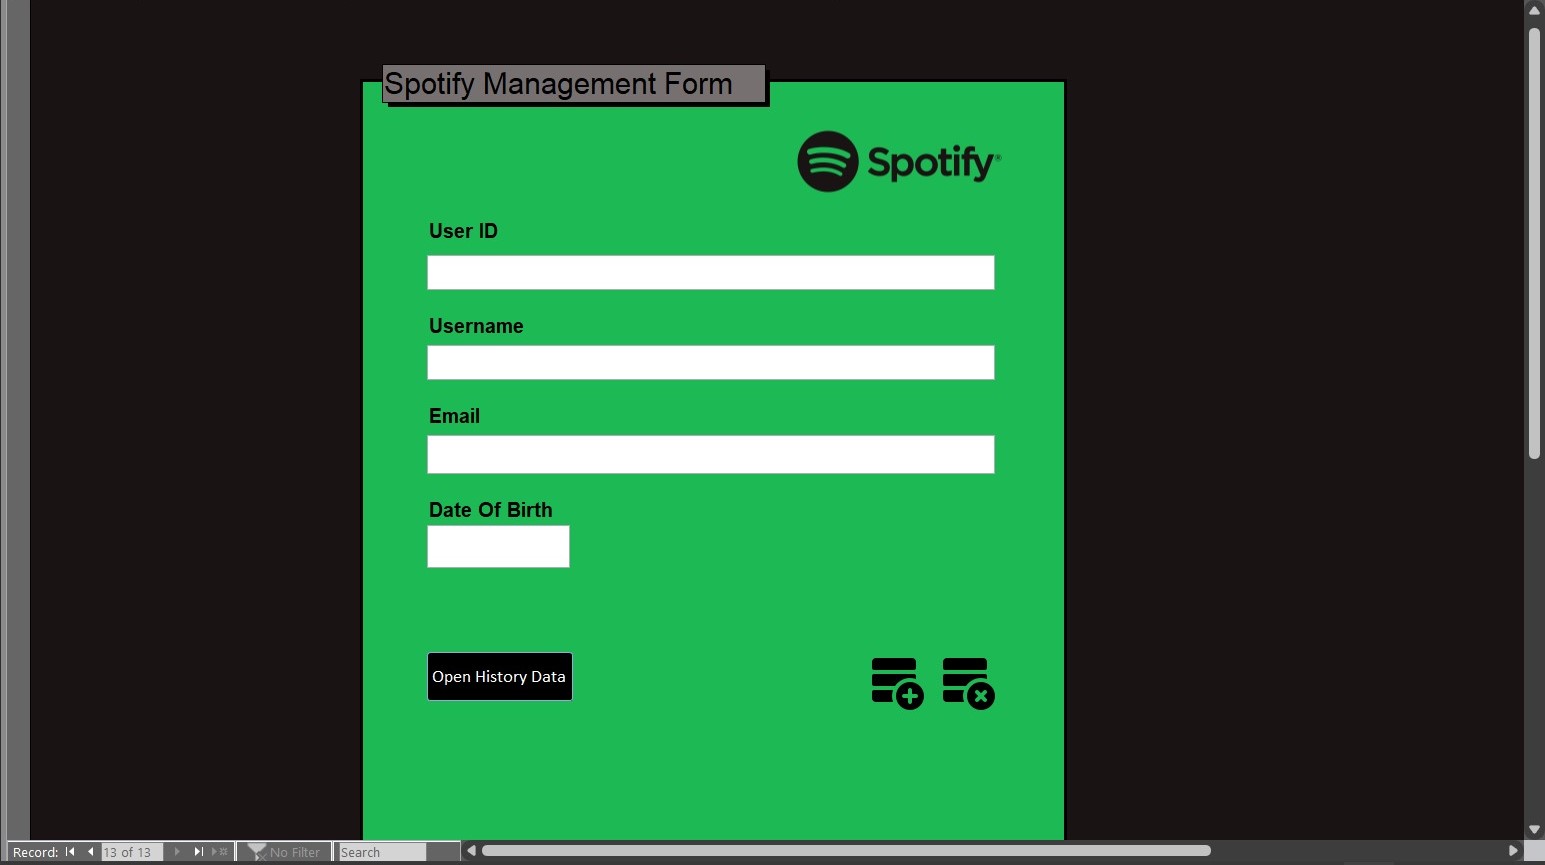 Spotify Management Form
Spotify®
User ID
Username
Email
Date Of Birth
Open History Data
Record: 13 of 13 No Filter Search